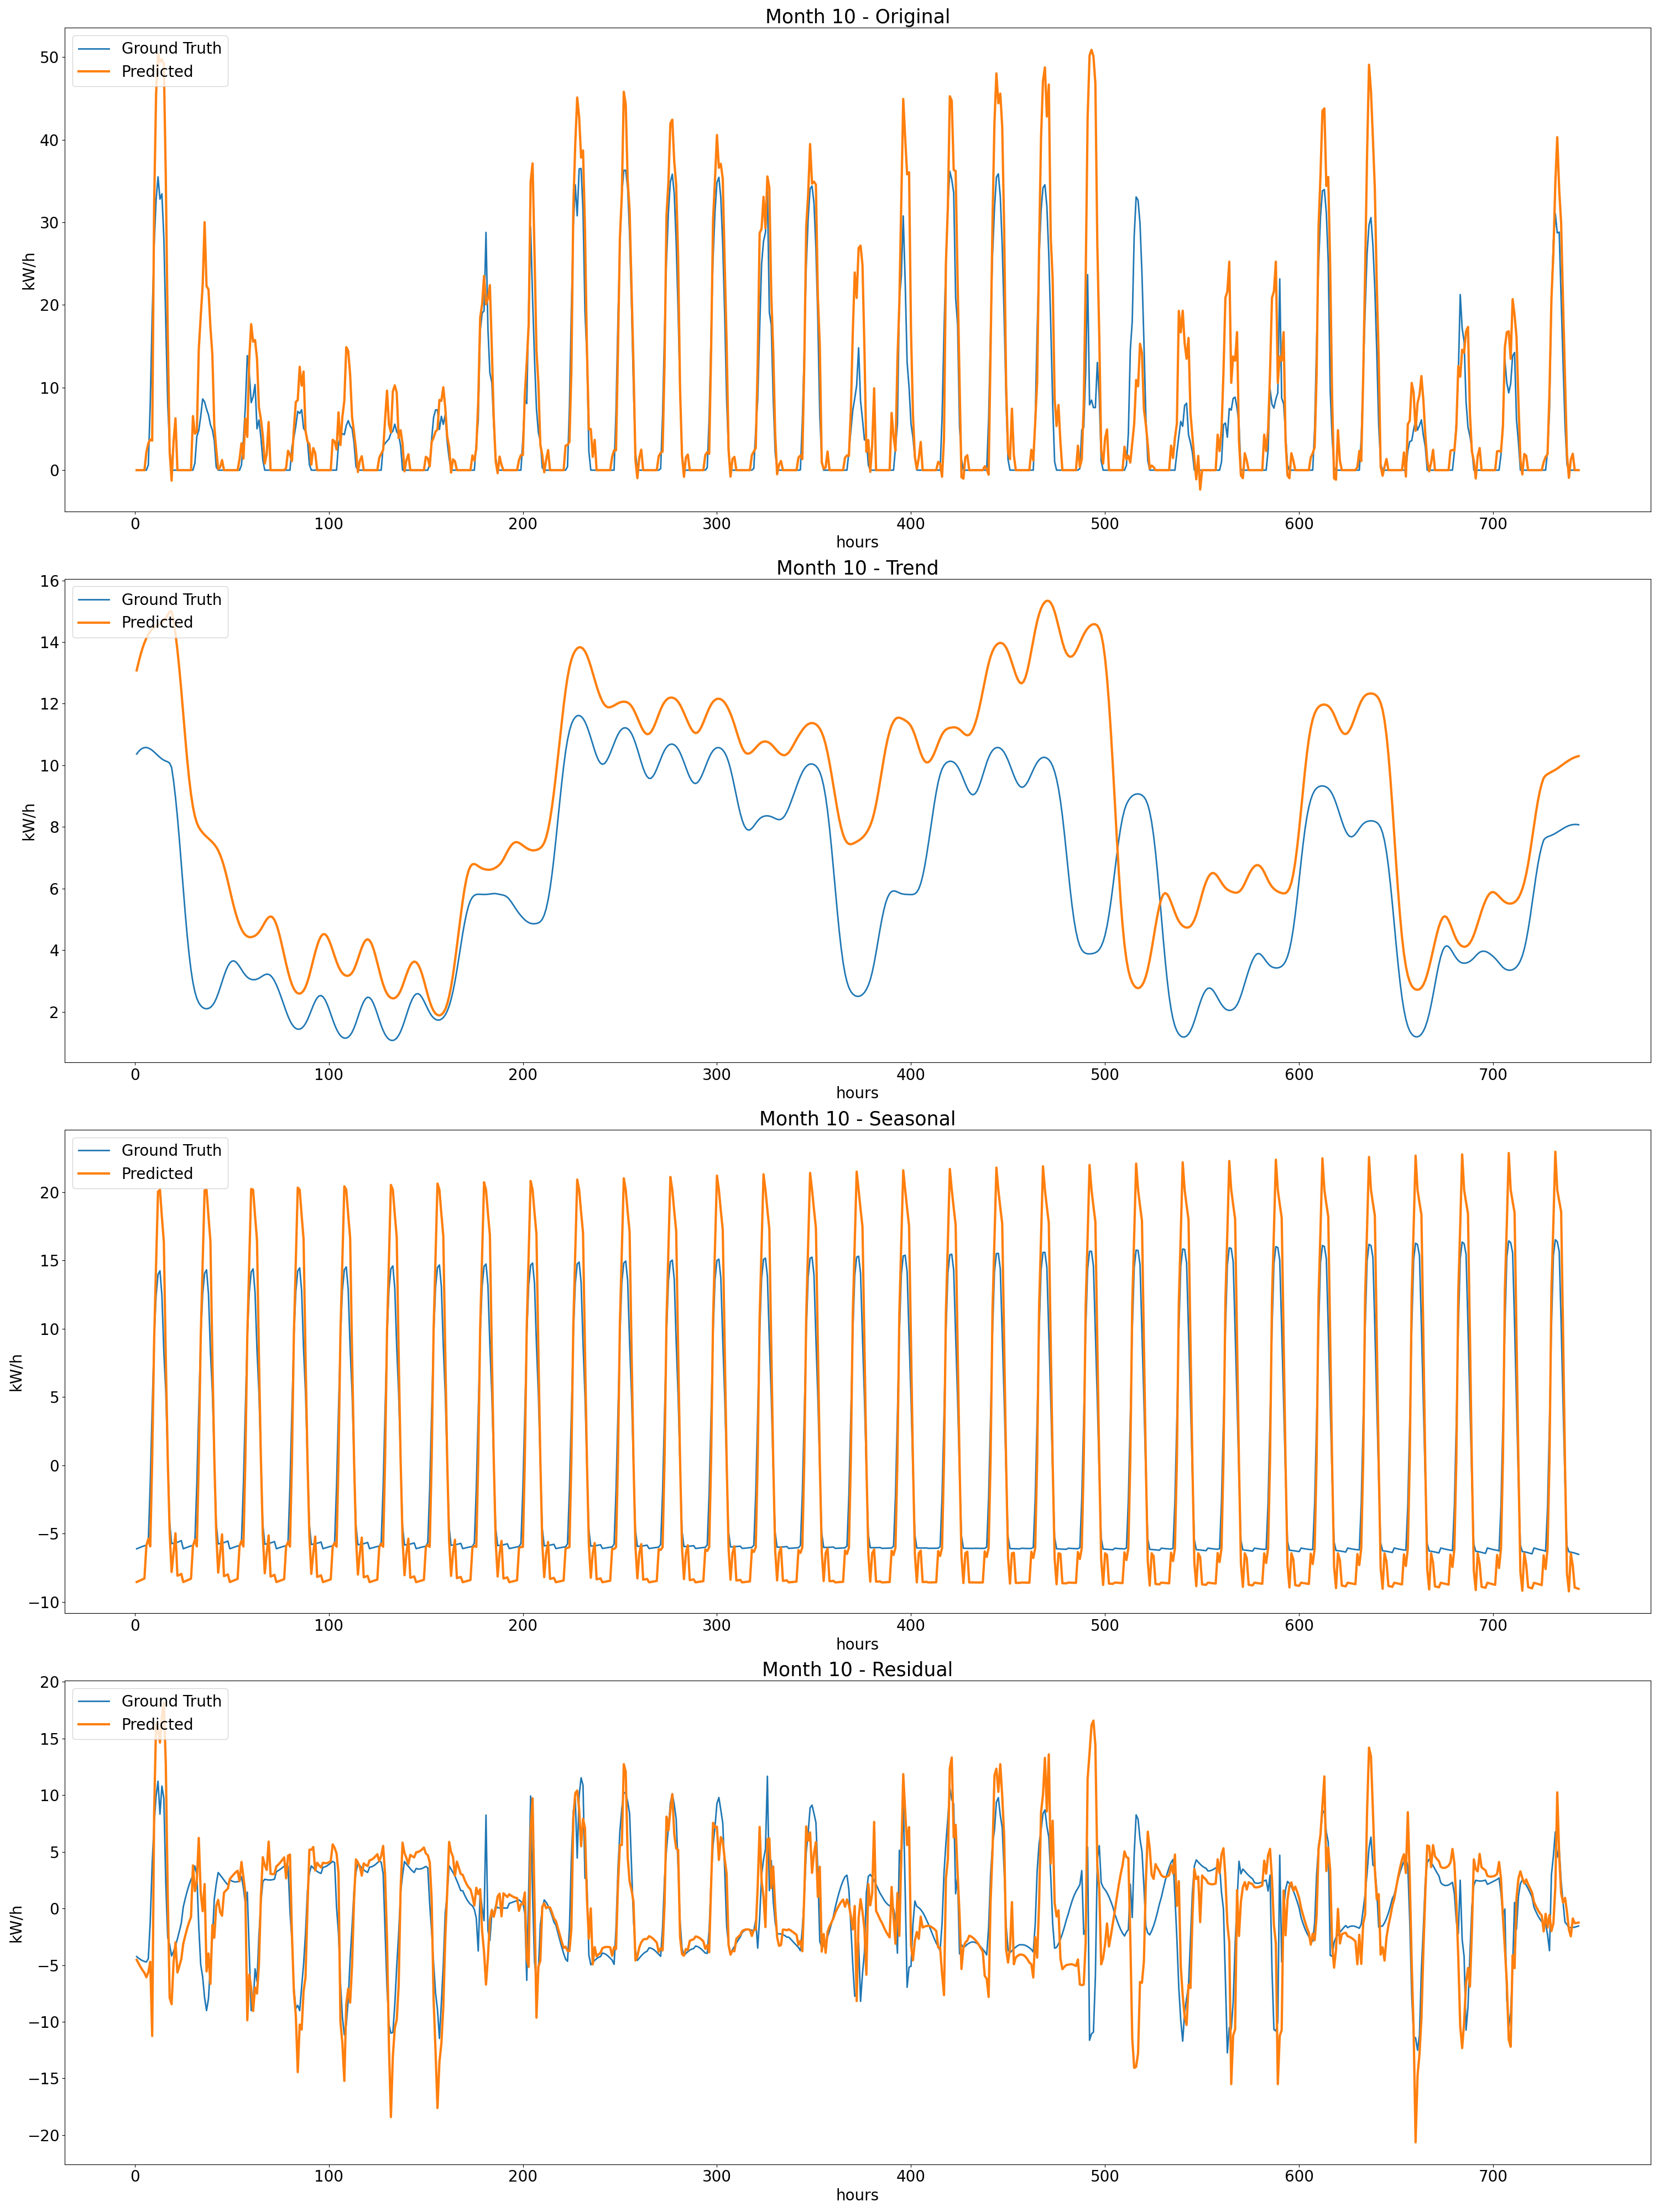 Month 10 - Original
Ground Truth
Predicted
50
40
30
20
10
0
kW/h
0 100 200 300 400 500 600 700
hours
Month 10 - Trend
Ground Truth
Predicted
16
14
12
10
8
6
4
2
kW/h
0 100 200 300 400 500 600 700
hours
Month 10 - Seasonal
Ground Truth
Predicted
20
15
10
5
0
−5
−10
kW/h
0 100 200 300 400 500 600 700
hours
Month 10 - Residual
Ground Truth
Predicted
20
15
10
5
0
−5
−10
−15
−20
kW/h
0 100 200 300 400 500 600 700
hours